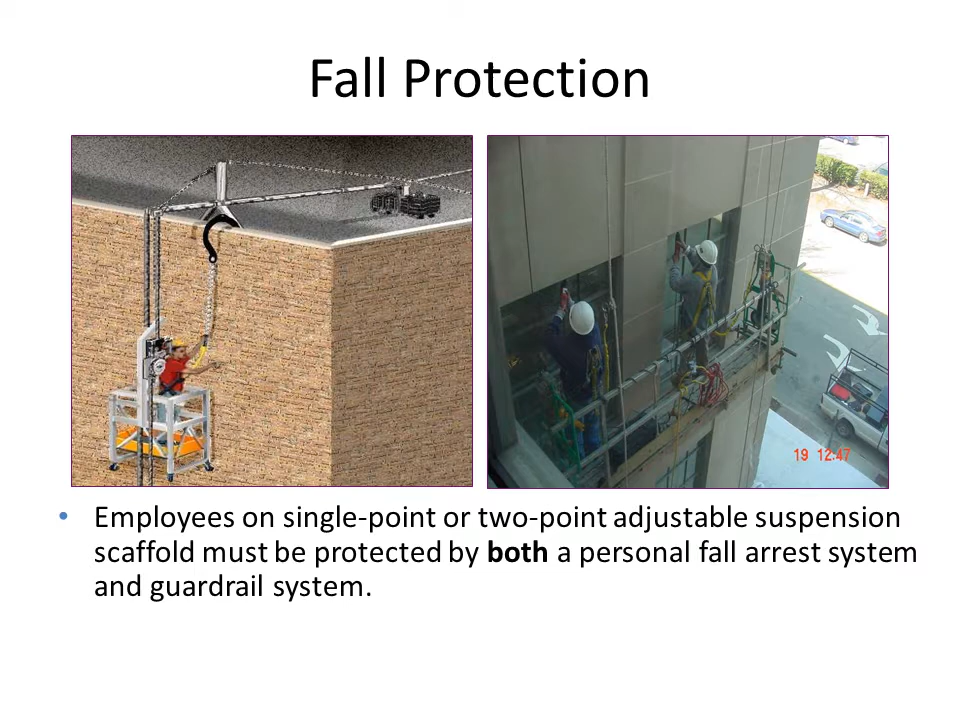 Fall Protection
19 12:47
• Employees on single-point or two-point adjustable suspension
scaffold must be protected by both a personal fall arrest system
and guardrail system.